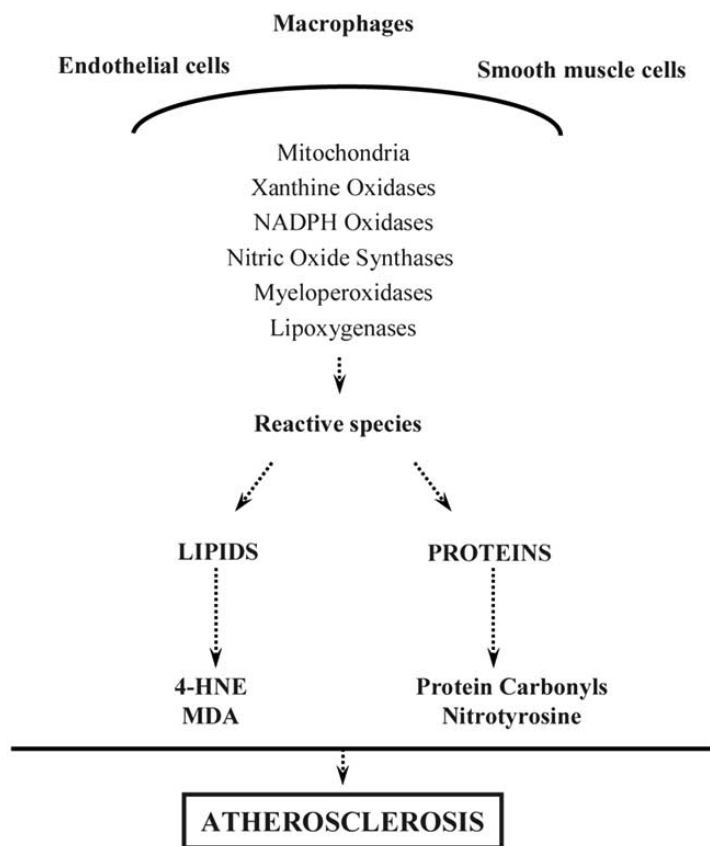 Macrophages
Endothelial cells
Smooth muscle cells
Mitochondria
Xanthine Oxidases
NADPH Oxidases
Nitric Oxide Synthases
Myeloperoxidases
Lipoxygenases
Reactive species
LIPIDS
PROTEINS
4-HNE
MDA
Protein Carbonyls
Nitrotyrosine
ATHEROSCLEROSIS